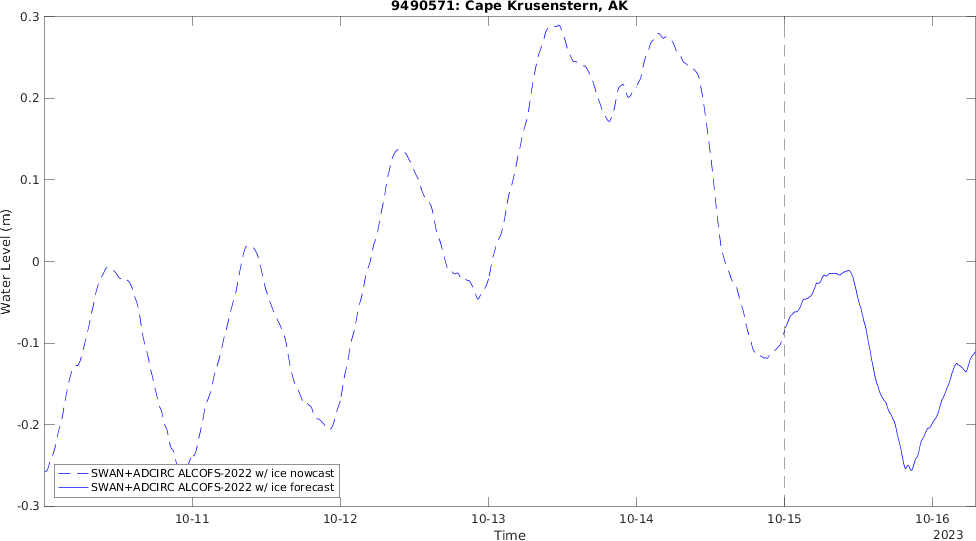 9490571: Cape Krusenstern, AK
0.3
0.2
0.1
0
-0.1
-0.2
-0.3
Water Level (m)
SWAN+ADCIRC ALCOFS-2022 w/ ice nowcast
SWAN+ADCIRC ALCOFS-2022 w/ ice forecast
10-11 10-12 10-13 10-14 10-15 10-16
Time
2023